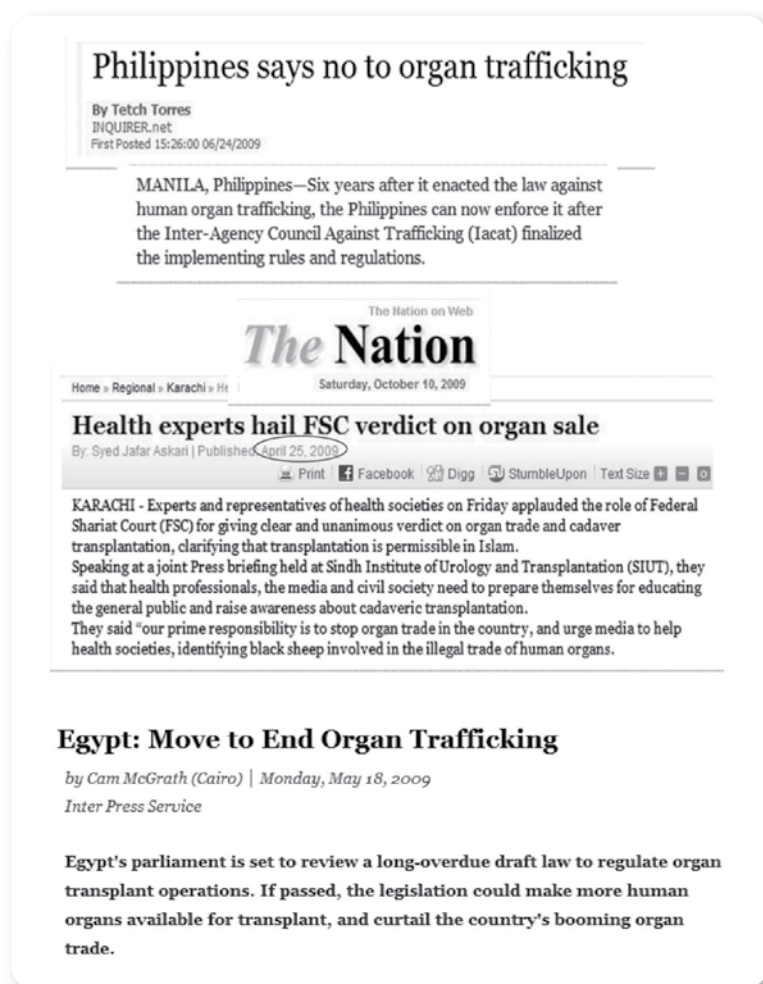 Philippines says no to organ trafficking
By Tetch Torres
INQUIRER.net
First Posted 15:26:00 06/24/2009
MANILA, Philippines—Six years after it enacted the law against
human organ trafficking, the Philippines can now enforce it after
the Inter-Agency Council Against Trafficking (Iacat) finalized
the implementing rules and regulations.
The Nation on Web
The Nation
Saturday, October 10, 2009
Home » Regional » Karachi » He
Health experts hail FSC verdict on organ sale
By: Syed Jafar Askari | Published: April 25, 2009
Print | Facebook Digg StumbleUpon | Text Size
KARACHI - Experts and representatives of health societies on Friday applauded the role of Federal
Shariat Court (FSC) for giving clear and unanimous verdict on organ trade and cadaver
transplantation, clarifying that transplantation is permissible in Islam.
Speaking at a joint Press briefing held at Sindh Institute of Urology and Transplantation (SIUT), they
said that health professionals, the media and civil society need to prepare themselves for educating
the general public and raise awareness about cadaveric transplantation.
They said “our prime responsibility is to stop organ trade in the country, and urge media to help
health societies, identifying black sheep involved in the illegal trade of human organs.
Egypt: Move to End Organ Trafficking
by Cam McGrath (Cairo) | Monday, May 18, 2009
Inter Press Service
Egypt's parliament is set to review a long-overdue draft law to regulate organ
transplant operations. If passed, the legislation could make more human
organs available for transplant, and curtail the country's booming organ
trade.